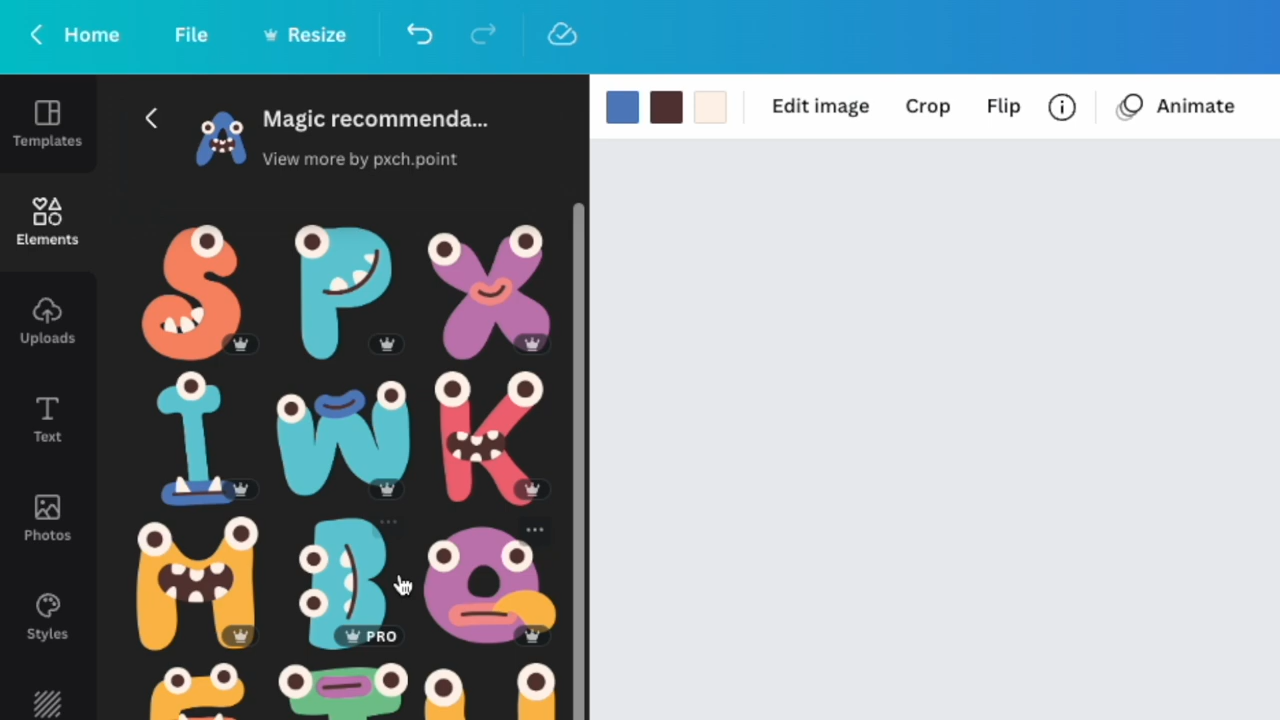 Home File Resize
Templates
Elements
Uploads
Text
Photos
Styles
Magic recommenda...
View more by pxch.point
Edit image Crop Flip Animate
S P X
I W K
M B Q
PRO